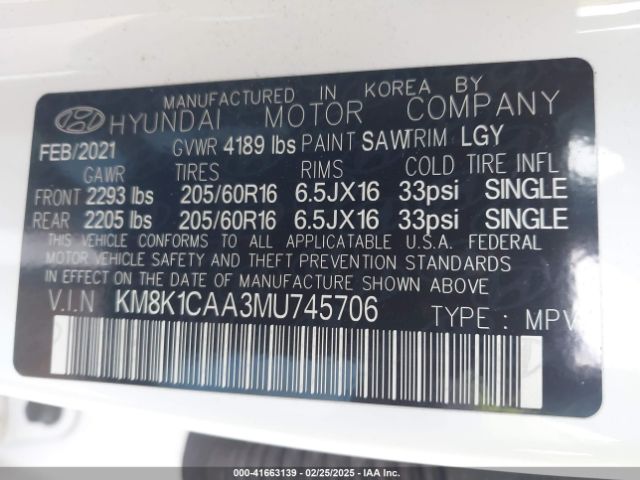 MANUFACTURED IN KOREA BY
HYUNDAI MOTOR COMPANY
FEB/2021 GVWR 4189 lbs PAINT SAW TRIM LGY
GAWR TIRES RIMS COLD TIRE INFL
FRONT 2293 lbs 205/60R16 6.5JX16 33psi SINGLE
REAR 2205 lbs 205/60R16 6.5JX16 33psi SINGLE
THIS VEHICLE CONFORMS TO ALL APPLICABLE U.S.A. FEDERAL
MOTOR VEHICLE SAFETY AND THEFT PREVENTION STANDARDS
IN EFFECT ON THE DATE OF MANUFACTURE SHOWN ABOVE
V.I.N KM8K1CAA3MU745706 TYPE : MPV
000-41663139 - 02/25/2025 - IAA Inc.